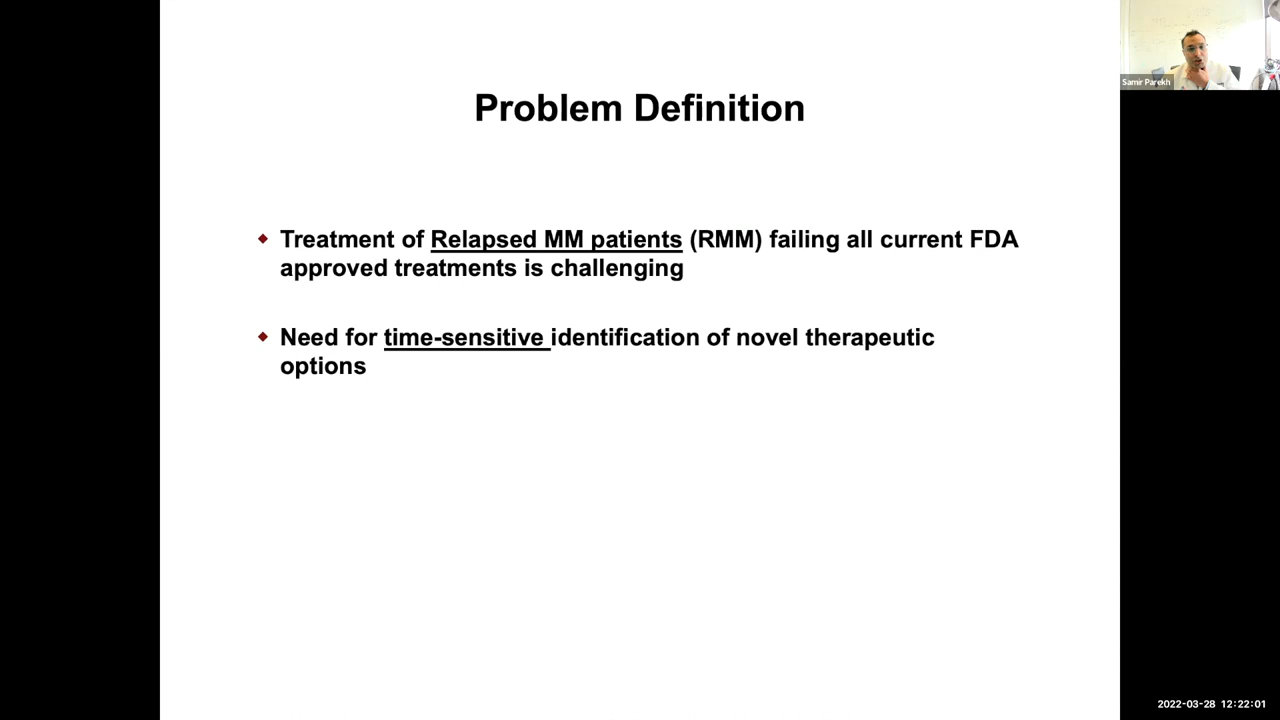 Problem Definition
Treatment of Relapsed MM patients (RMM) failing all current FDA
approved treatments is challenging
Need for time-sensitive identification of novel therapeutic
options
Samir Parekh
2022-03-28 12:22:01